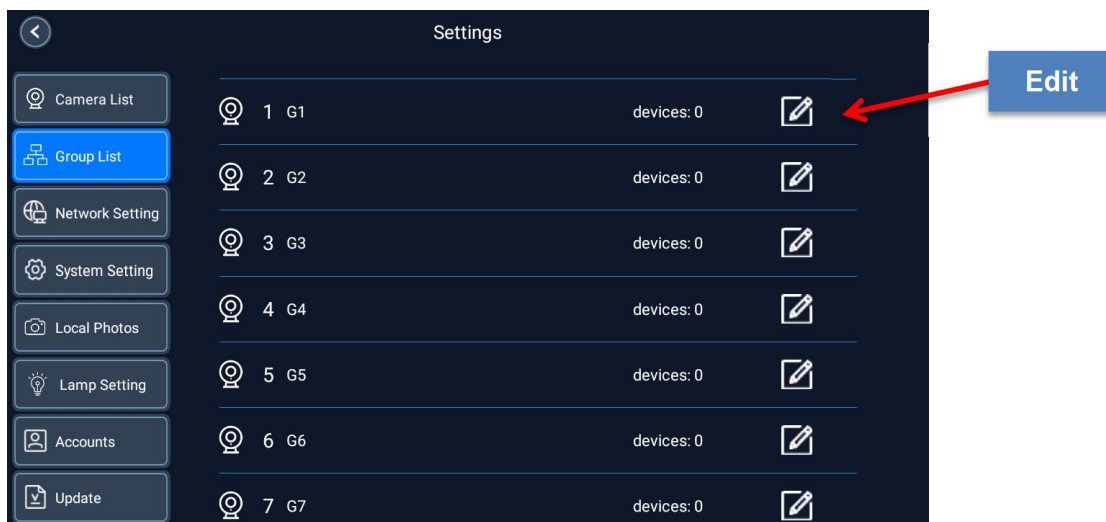 Settings
Edit
Camera List
Group List
Network Setting
System Setting
Local Photos
Lamp Setting
Accounts
Update
1 G1 devices: 0
2 G2 devices: 0
3 G3 devices: 0
4 G4 devices: 0
5 G5 devices: 0
6 G6 devices: 0
7 G7 devices: 0